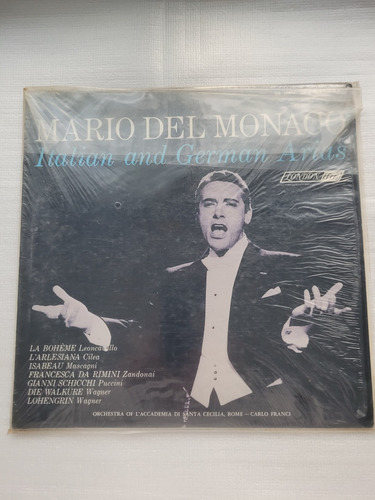 MARIO DEL MONACO
Italian and German Arias
LONDON
LA BOHÈME Leoncavallo
L'ARLESIANA Cilea
ISABEAU Mascagni
FRANCESCA DA RIMINI Zandonai
GIANNI SCHICCHI Puccini
DIE WALKURE Wagner
LOHENGRIN Wagner
ORCHESTRA OF L'ACCADEMIA DI SANTA CECILIA, ROME — CARLO FRANCI